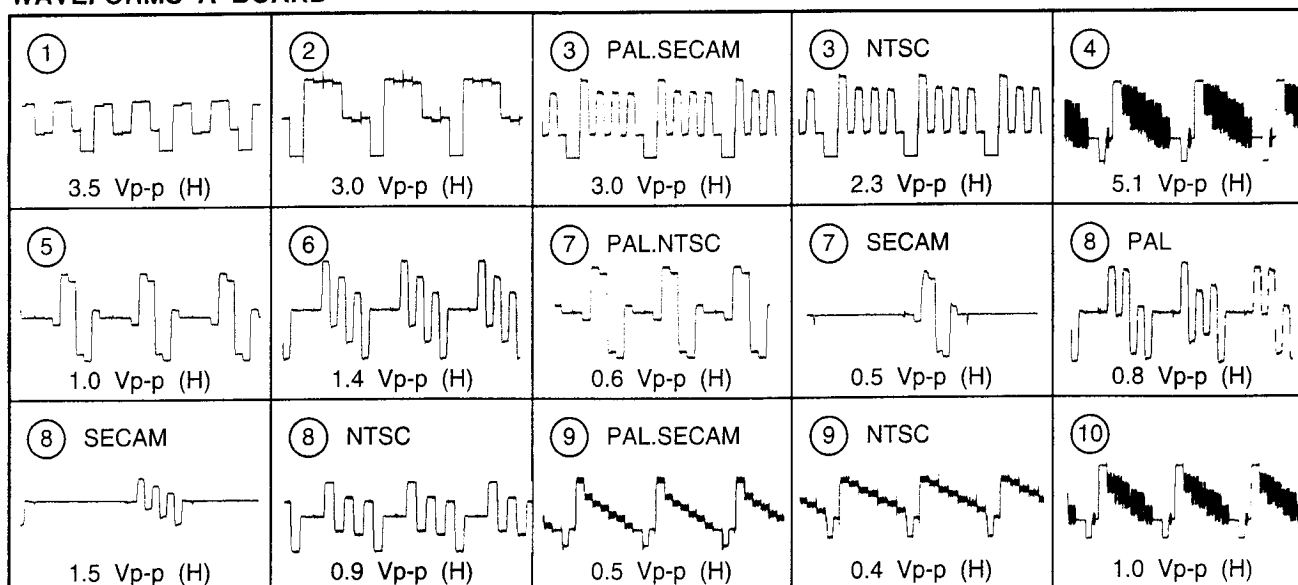 WAVEFORMS A BOARD
① ② ③ PAL.SECAM ③ NTSC ④
3.5 Vp-p (H) 3.0 Vp-p (H) 3.0 Vp-p (H) 2.3 Vp-p (H) 5.1 Vp-p (H)
⑤ ⑥ ⑦ PAL.NTSC ⑦ SECAM ⑧ PAL
1.0 Vp-p (H) 1.4 Vp-p (H) 0.6 Vp-p (H) 0.5 Vp-p (H) 0.8 Vp-p (H)
⑧ SECAM ⑧ NTSC ⑨ PAL.SECAM ⑨ NTSC ⑩
1.5 Vp-p (H) 0.9 Vp-p (H) 0.5 Vp-p (H) 0.4 Vp-p (H) 1.0 Vp-p (H)